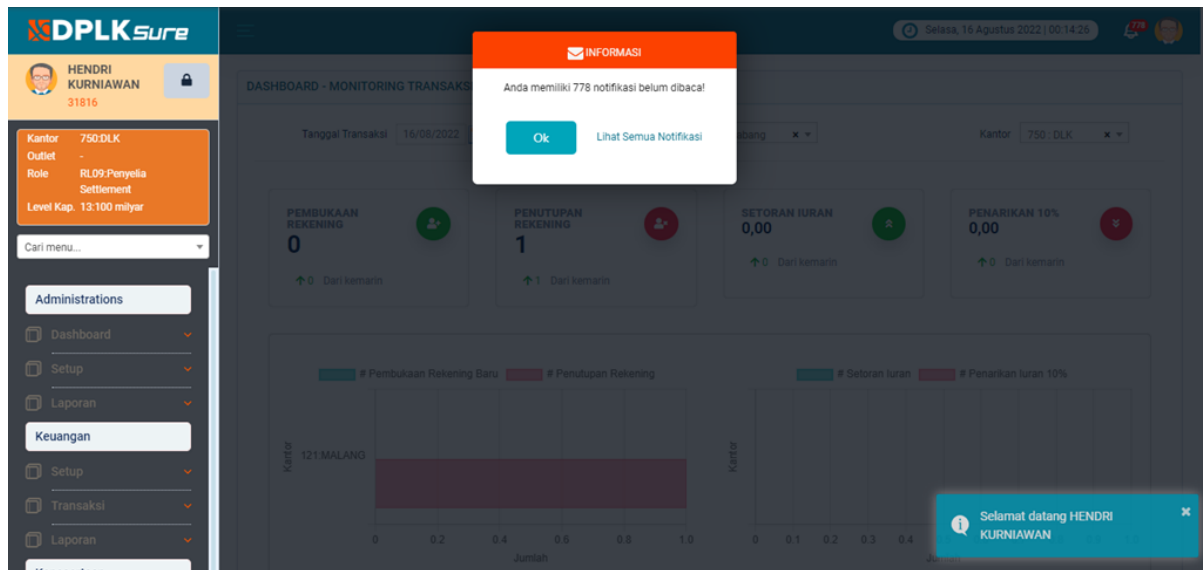 DPLKSure
HENDRI
KURNIAWAN
31816
Kantor 750:DLK
Outlet -
Role RL09:Penyelia
Settlement
Level Kap. 13:100 milyar
Cari menu...
Administrations
Dashboard
Setup
Laporan
Keuangan
Setup
Transaksi
Laporan
Selasa, 16 Agustus 2022 | 00:14:26
778
INFORMASI
Anda memiliki 778 notifikasi belum dibaca!
Ok Lihat Semua Notifikasi
DASHBOARD - MONITORING TRANSAKS
Tanggal Transaksi 16/08/2022
abang
Kantor 750 : DLK
PEMBUKAAN
REKENING
0
0 Dari kemarin
PENUTUPAN
REKENING
1
1 Dari kemarin
SETORAN IURAN
0,00
0 Dari kemarin
PENARIKAN 10%
0,00
0 Dari kemarin
# Pembukaan Rekening Baru # Penutupan Rekening
Kantor
121:MALANG
0 0.2 0.4 0.6 0.8 1.0
Jumlah
# Setoran Iuran # Penarikan Iuran 10%
Kantor
0 0.1 0.2 0.3 0.4
Selamat datang HENDRI
KURNIAWAN